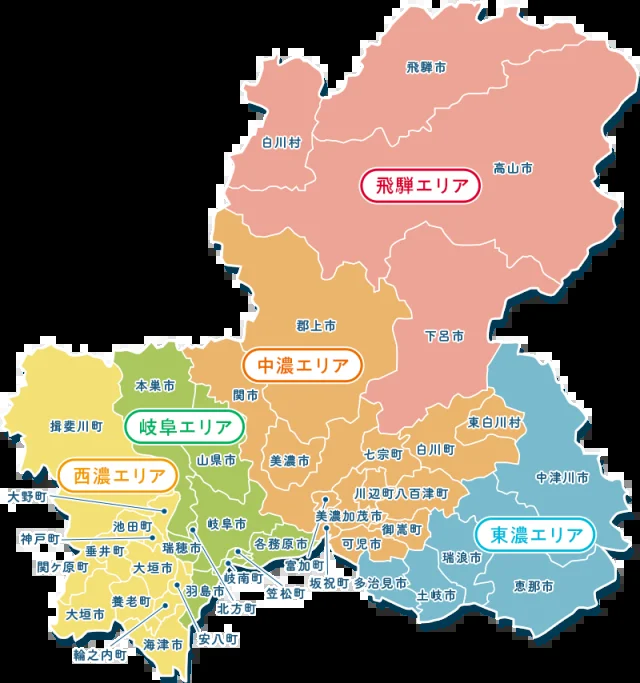 飛騨市
白川村
高山市
飛騨エリア
郡上市
下呂市
中濃エリア
本巣市
関市
岐阜エリア
揖斐川町
東白川村
山県市
美濃市
七宗町
白川町
西濃エリア
中津川市
大野町
川辺町
八百津町
池田町
岐阜市
美濃加茂市
御嵩町
東濃エリア
神戸町
垂井町
瑞穂市
各務原市
可児市
関ケ原町
大垣市
岐南町
富加町
瑞浪市
羽島市
笠松町
坂祝町
多治見市
恵那市
大垣市
養老町
北方町
土岐市
輪之内町
海津市
安八町